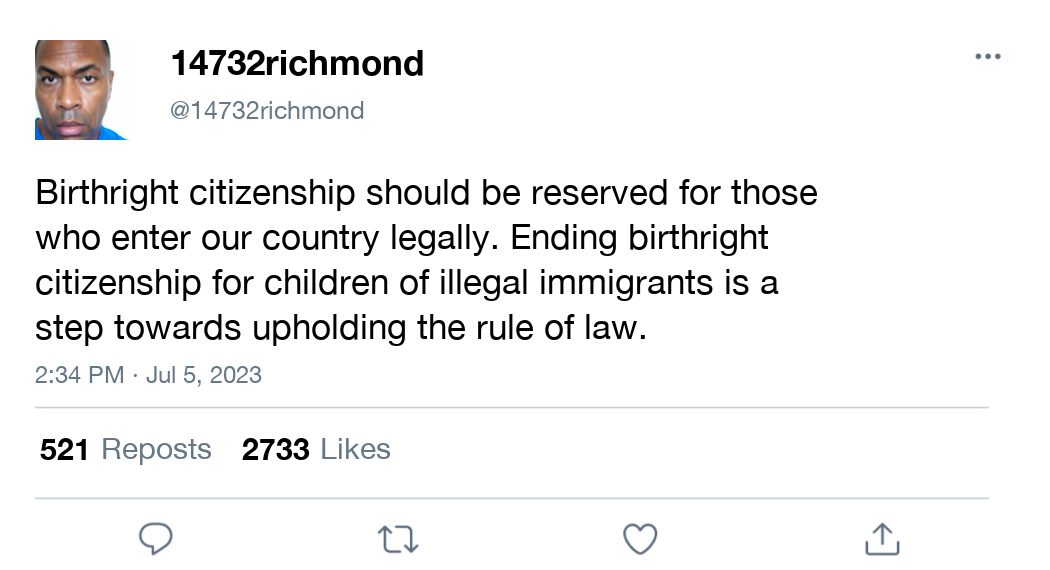 14732richmond
@14732richmond
Birthright citizenship should be reserved for those
who enter our country legally. Ending birthright
citizenship for children of illegal immigrants is a
step towards upholding the rule of law.
2:34 PM · Jul 5, 2023
521 Reposts 2733 Likes